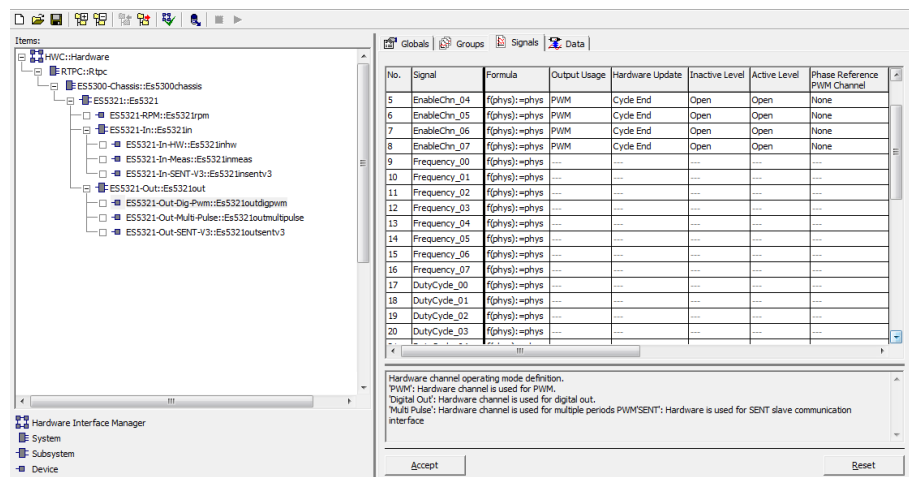 Items:
HWC::Hardware
RTPC::Rtpc
ES5300-Chassis::Es5300chassis
ES5321::Es5321
ES5321-RPM::Es5321rpm
ES5321-In::Es5321in
ES5321-In-HW::Es5321inhw
ES5321-In-Meas::Es5321inmeas
ES5321-In-SENT-V3::Es5321insentv3
ES5321-Out::Es5321out
ES5321-Out-Dig-Pwm::Es5321outdigpwm
ES5321-Out-Multi-Pulse::Es5321outmultipulse
ES5321-Out-SENT-V3::Es5321outsentv3
Hardware Interface Manager
System
Subsystem
Device
Globals Groups Signals Data
No. Signal Formula Output Usage Hardware Update Inactive Level Active Level Phase Reference PWM Channel
5 EnableChn_04 f(phys):=phys PWM Cycle End Open Open None
6 EnableChn_05 f(phys):=phys PWM Cycle End Open Open None
7 EnableChn_06 f(phys):=phys PWM Cycle End Open Open None
8 EnableChn_07 f(phys):=phys PWM Cycle End Open Open None
9 Frequency_00 f(phys):=phys --- --- --- --- ---
10 Frequency_01 f(phys):=phys --- --- --- --- ---
11 Frequency_02 f(phys):=phys --- --- --- --- ---
12 Frequency_03 f(phys):=phys --- --- --- --- ---
13 Frequency_04 f(phys):=phys --- --- --- --- ---
14 Frequency_05 f(phys):=phys --- --- --- --- ---
15 Frequency_06 f(phys):=phys --- --- --- --- ---
16 Frequency_07 f(phys):=phys --- --- --- --- ---
17 DutyCycle_00 f(phys):=phys --- --- --- --- ---
18 DutyCycle_01 f(phys):=phys --- --- --- --- ---
19 DutyCycle_02 f(phys):=phys --- --- --- --- ---
20 DutyCycle_03 f(phys):=phys --- --- --- --- ---
Hardware channel operating mode definition.
'PWM': Hardware channel is used for PWM.
'Digital Out': Hardware channel is used for digital out.
'Multi Pulse': Hardware channel is used for multiple periods PWM'SENT': Hardware is used for SENT slave communication
interface
Accept Reset